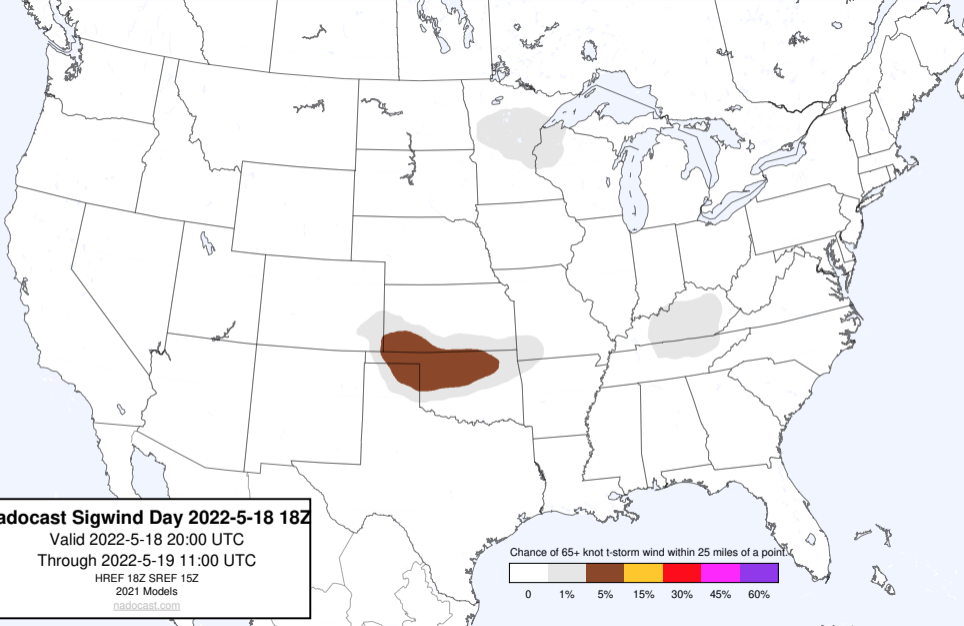 adocast Sigwind Day 2022-5-18 18Z
Valid 2022-5-18 20:00 UTC
Through 2022-5-19 11:00 UTC
HREF 18Z SREF 15Z
2021 Models
nadocast.com
Chance of 65+ knot t-storm wind within 25 miles of a point.
0 1% 5% 15% 30% 45% 60%